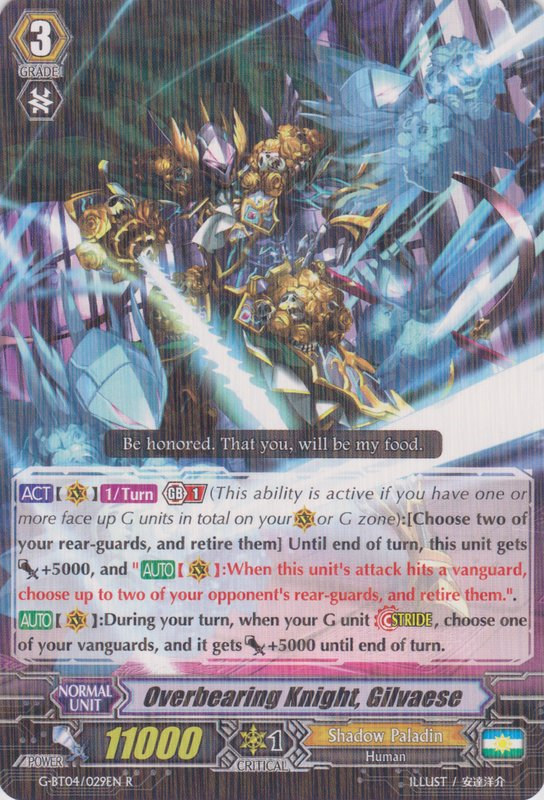 3
GRADE
Be honored. That you, will be my food.
ACT【 】1/Turn GB 1 (This ability is active if you have one or
more face up G units in total on your or G zone):[Choose two of
your rear-guards, and retire them] Until end of turn, this unit gets
+5000, and "AUTO【 】:When this unit's attack hits a vanguard,
choose up to two of your opponent's rear-guards, and retire them.".
AUTO【 】:During your turn, when your G unit STRIDE, choose one
of your vanguards, and it gets +5000 until end of turn.
NORMAL
UNIT
Overbearing Knight, Gilvaese
POWER
11000
1
CRITICAL
Shadow Paladin
Human
G-BT04/029EN R
ILLUST / 安達洋介